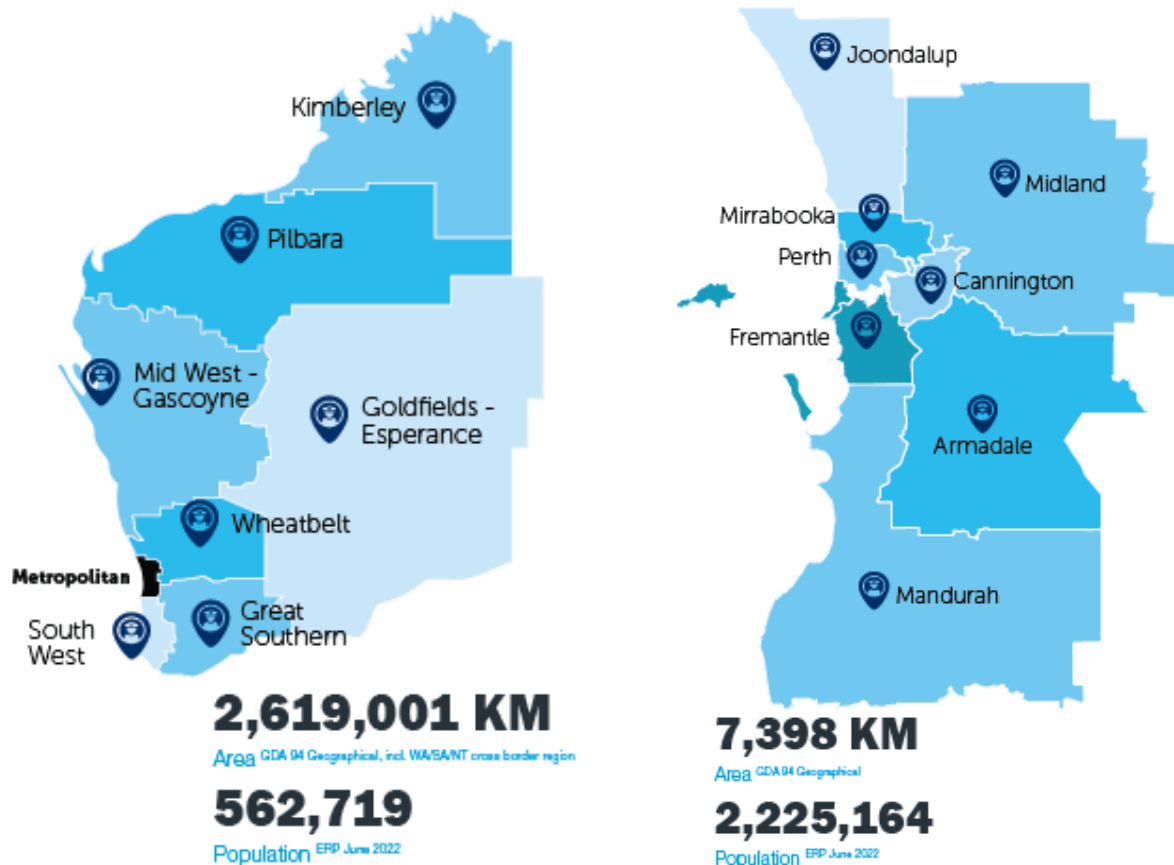 Kimberley
Pilbara
Mid West -
Gascoyne
Goldfields -
Esperance
Wheatbelt
Metropolitan
South
West
Great
Southern
2,619,001 KM
Area GDA 94 Geographical, incl. WA/SA/NT cross border region
562,719
Population ERP June 2022
Joondalup
Midland
Mirrabooka
Perth
Cannington
Fremantle
Armadale
Mandurah
7,398 KM
Area GDA 94 Geographical
2,225,164
Population ERP June 2022